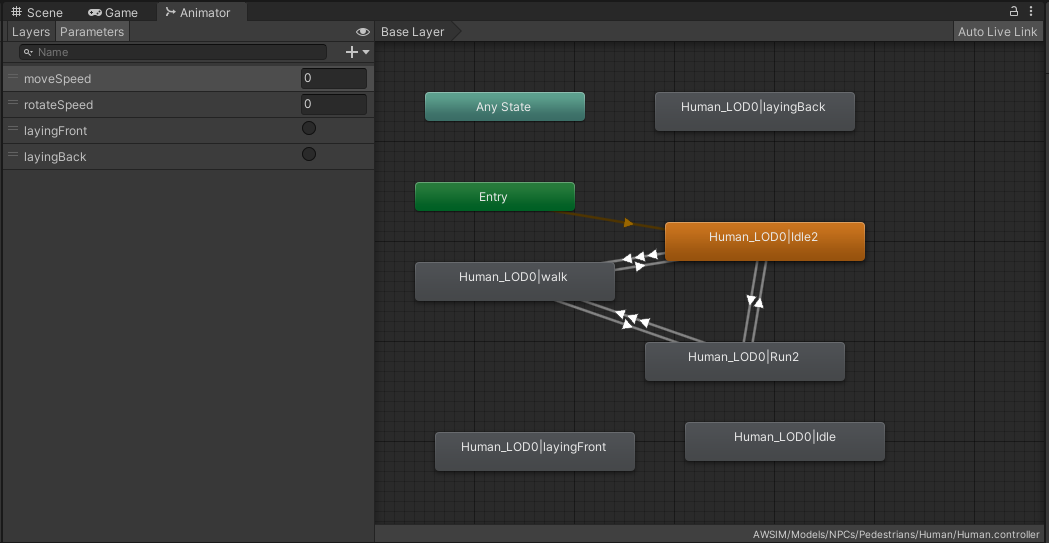 Scene Game Animator
Layers Parameters
Base Layer
Auto Live Link
Name
moveSpeed 0
rotateSpeed 0
layingFront
layingBack
Any State
Human_LOD0|layingBack
Entry
Human_LOD0|Idle2
Human_LOD0|walk
Human_LOD0|Run2
Human_LOD0|layingFront
Human_LOD0|Idle
AWSIM/Models/NPCs/Pedestrians/Human/Human.controller